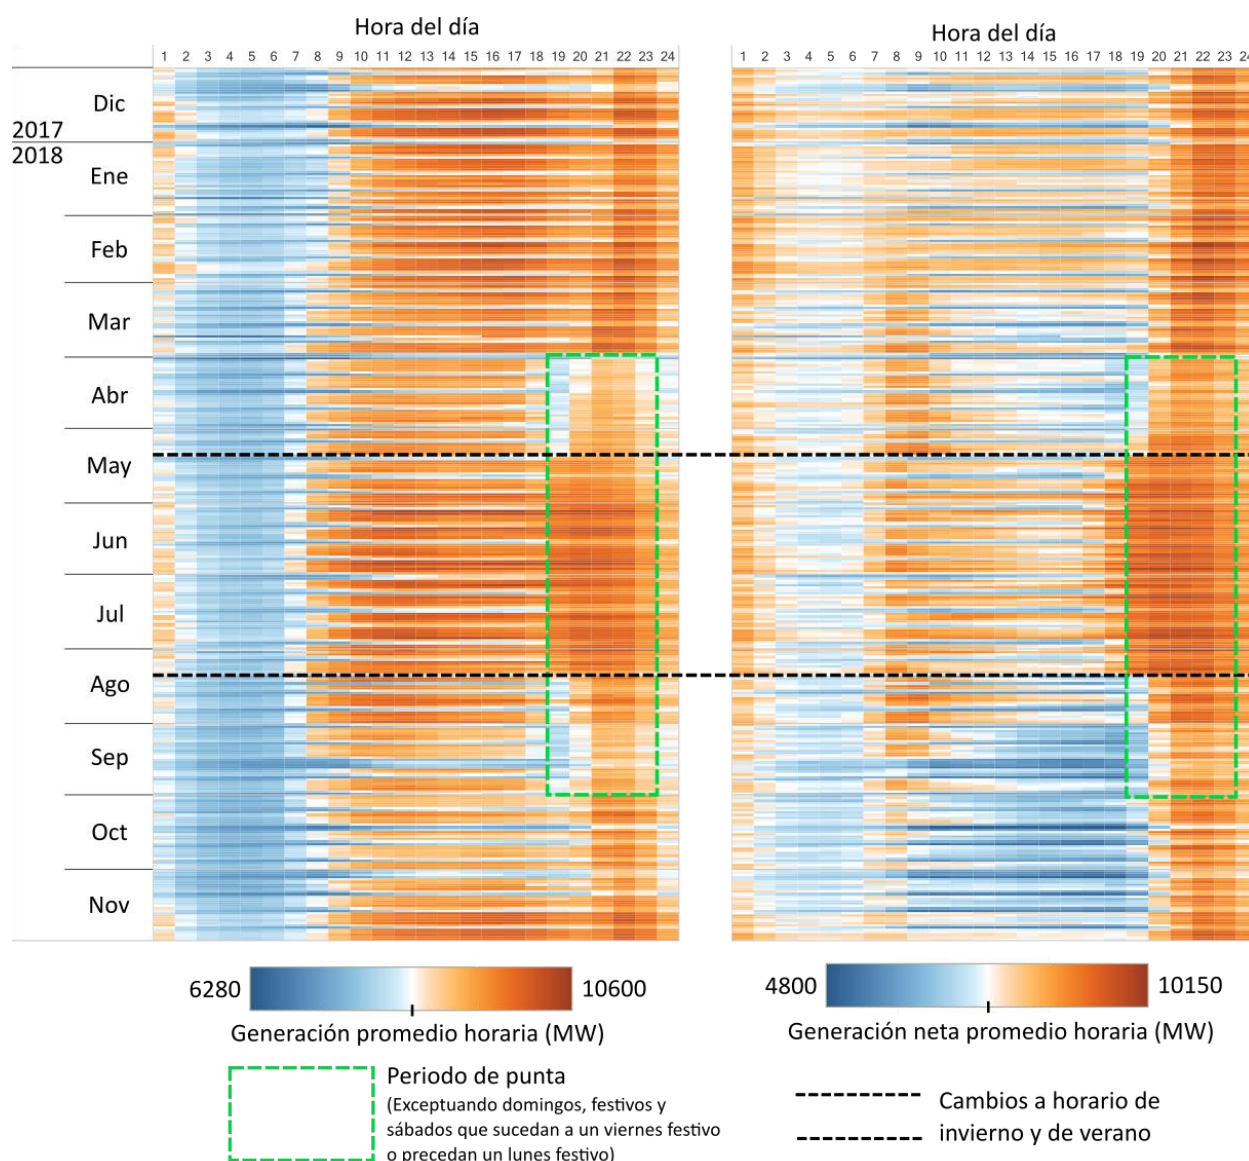 Hora del día
Hora del día
1 2 3 4 5 6 7 8 9 10 11 12 13 14 15 16 17 18 19 20 21 22 23 24
1 2 3 4 5 6 7 8 9 10 11 12 13 14 15 16 17 18 19 20 21 22 23 24
Dic
2017
2018
Ene
Feb
Mar
Abr
May
Jun
Jul
Ago
Sep
Oct
Nov
6280
10600
Generación promedio horaria (MW)
4800
10150
Generación neta promedio horaria (MW)
Periodo de punta
(Exceptuando domingos, festivos y
sábados que sucedan a un viernes festivo
o precedan un lunes festivo)
Cambios a horario de
invierno y de verano